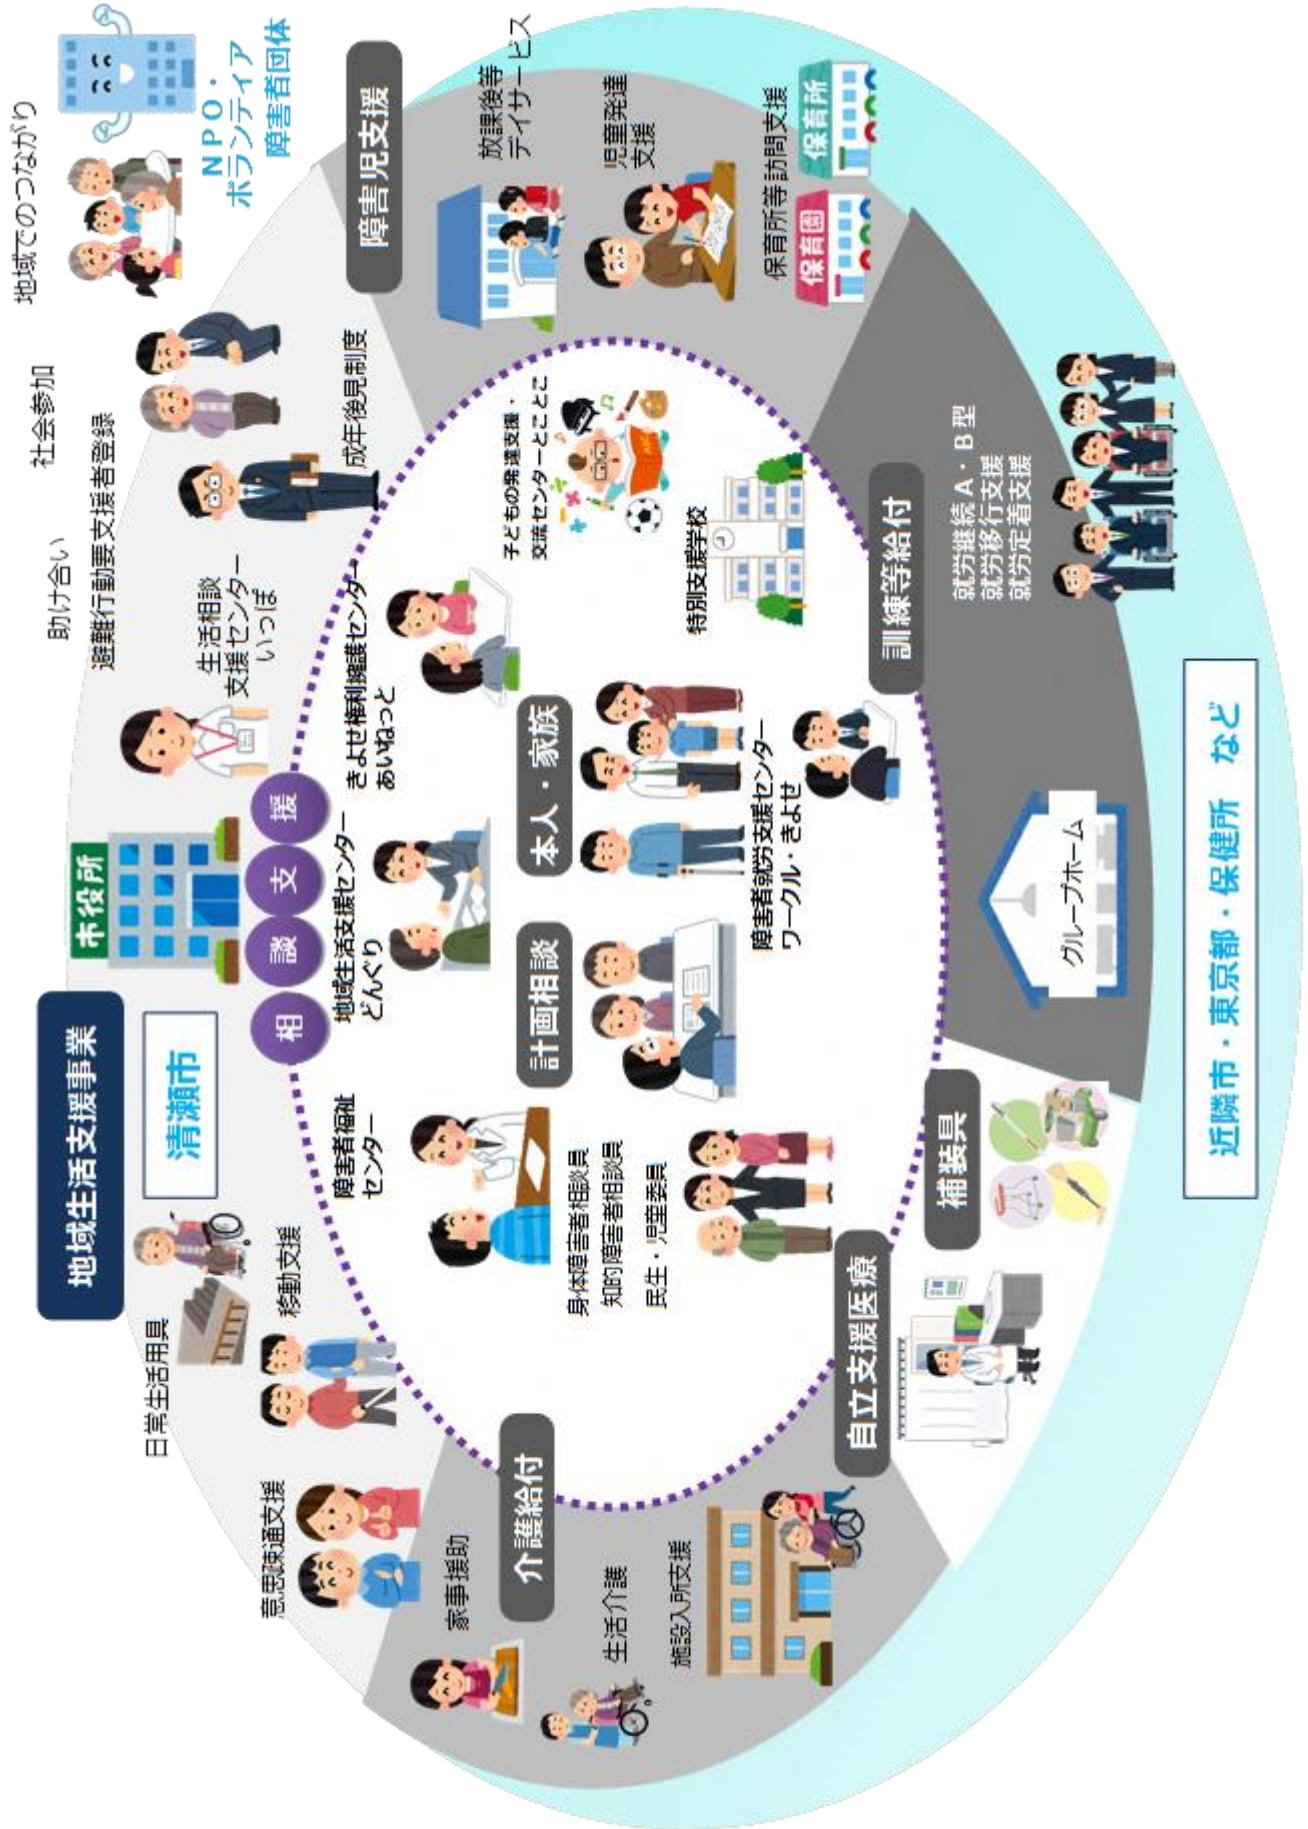 地域生活支援事業
清瀬市
市役所
日常生活用具
移動支援
意思疎通支援
助け合い
社会参加
地域でのつながり
避難行動要支援者登録
生活相談
支援センター
いっぽ
成年後見制度
NPO・
ボランティア
障害者団体
相談支援
障害者福祉
センター
地域生活支援センター
どんぐり
きよせ権利擁護センター
あいねっと
子どもの発達支援・
交流センターとことこ
特別支援学校
計画相談
本人・家族
身体障害者相談員
知的障害者相談員
民生・児童委員
障害者就労支援センター
ワークル・きよせ
介護給付
家事援助
生活介護
施設入所支援
障害児支援
放課後等
デイサービス
児童発達
支援
保育所等訪問支援
保育園
保育所
自立支援医療
補装具
訓練等給付
就労継続A・B型
就労移行支援
就労定着支援
グループホーム
近隣市・東京都・保健所 など